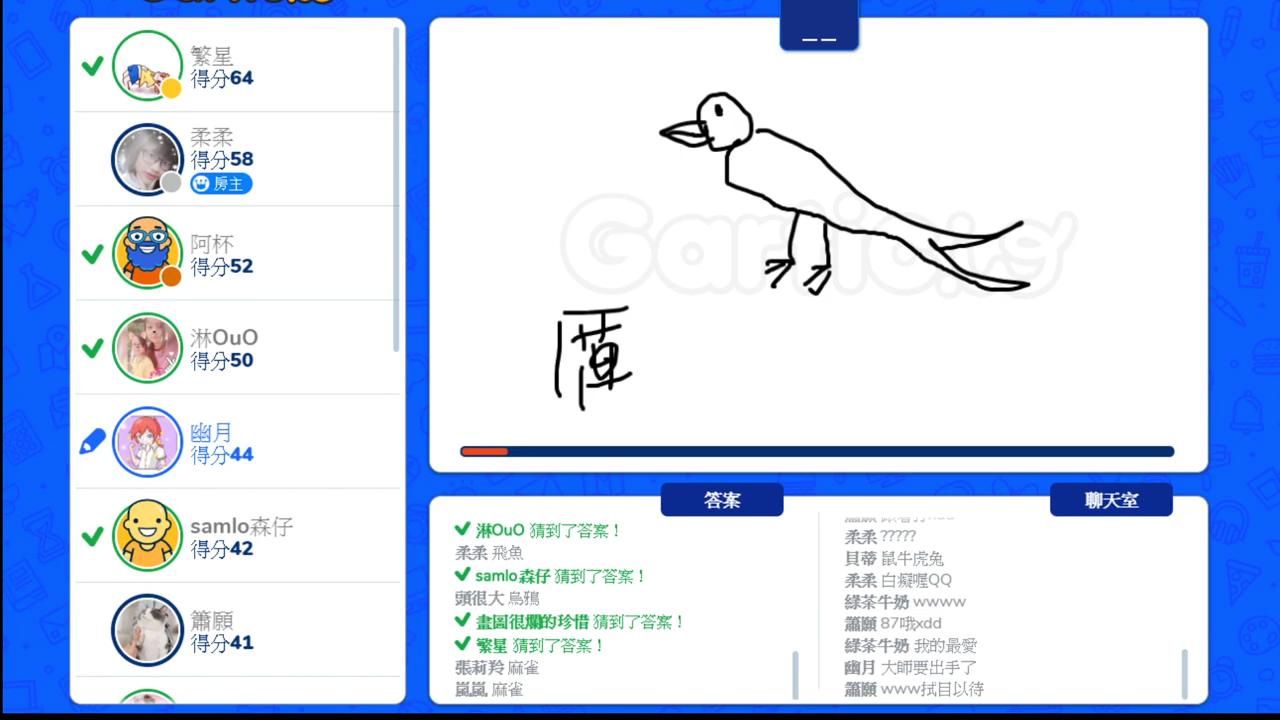 繁星
得分64
柔柔
得分58
房主
阿杯
得分52
淋OuO
得分50
幽月
得分44
samlo森仔
得分42
簫願
得分41
Gartic.io
答案
淋OuO 猜到了答案！
柔柔 飛魚
samlo森仔 猜到了答案！
頭很大 烏鴉
畫圖很爛的珍惜 猜到了答案！
繁星 猜到了答案！
張莉羚 麻雀
嵐嵐 麻雀
聊天室
柔柔 ?????
貝蒂 鼠牛虎兔
柔柔 白癡喔QQ
綠茶牛奶 wwww
簫願 87哦xdd
綠茶牛奶 我的最愛
幽月 大師要出手了
簫願 www拭目以待